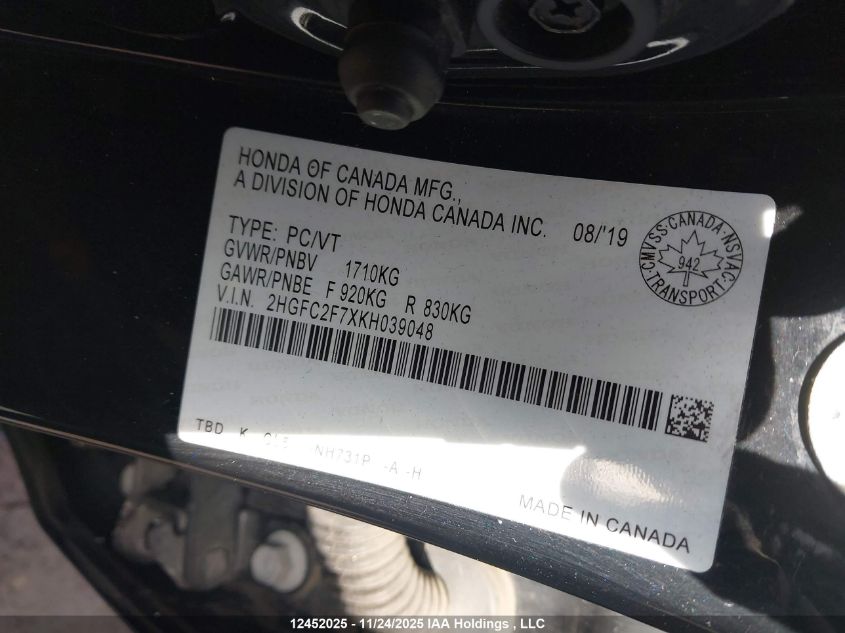 HONDA OF CANADA MFG.,
A DIVISION OF HONDA CANADA INC. 08/'19
TYPE: PC/VT
GVWR/PNBV 1710KG
GAWR/PNBE F 920KG R 830KG
V.I.N. 2HGFC2F7XKH039048
CMVSS·CANADA·NSVAC·TRANSPORT·
942
TBD K NH731P -A -H
MADE IN CANADA
12452025 - 11/24/2025 IAA Holdings , LLC